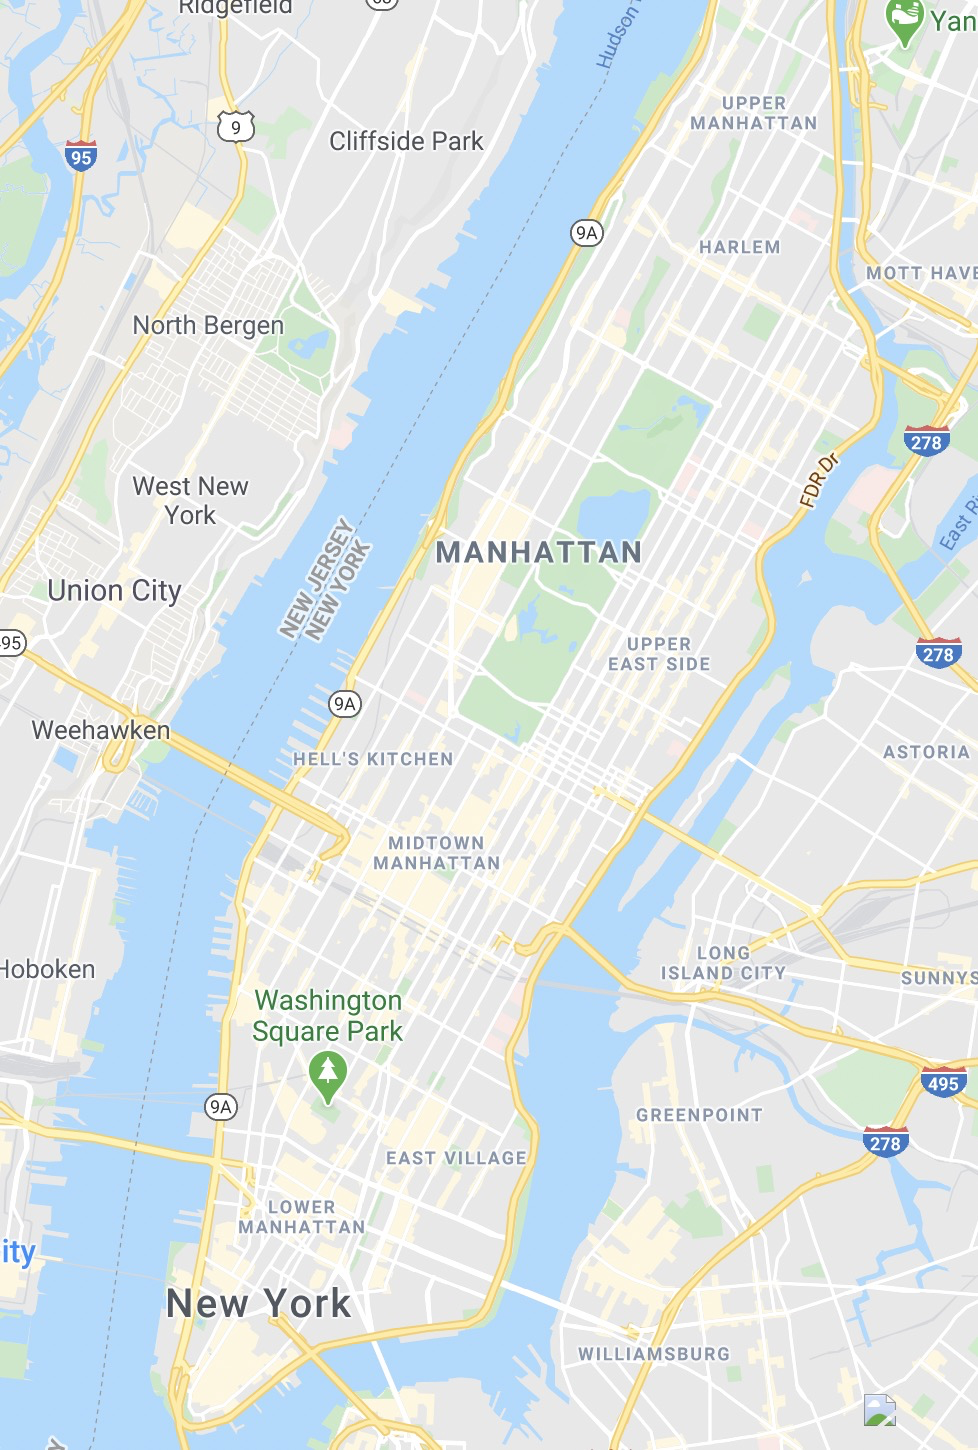 Ridgefield
Hudson
Yan
UPPER
MANHATTAN
9
Cliffside Park
95
9A
HARLEM
MOTT HAVE
North Bergen
278
FDR Dr
West New
York
East Ri
MANHATTAN
NEW JERSEY
NEW YORK
Union City
495
UPPER
EAST SIDE
278
9A
Weehawken
HELL'S KITCHEN
ASTORIA
MIDTOWN
MANHATTAN
LONG
ISLAND CITY
Hoboken
SUNNYS
Washington
Square Park
495
9A
GREENPOINT
278
EAST VILLAGE
LOWER
MANHATTAN
ity
New York
WILLIAMSBURG